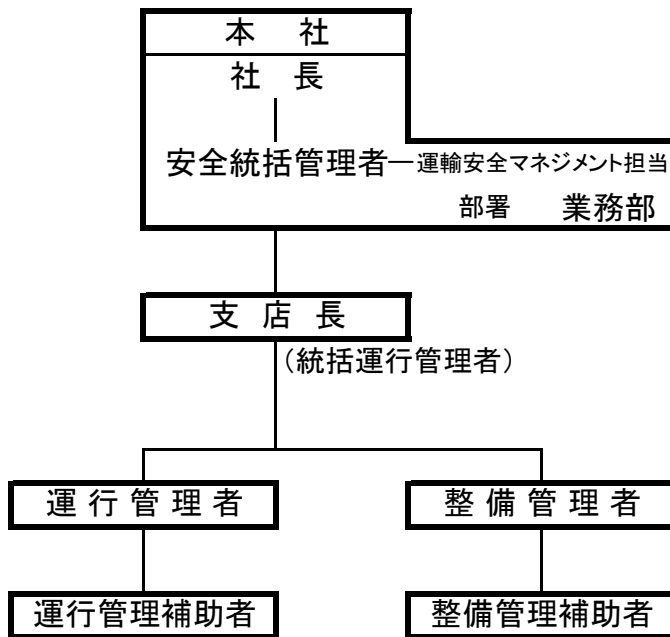 本　社
社　長
安全統括管理者―運輸安全マネジメント担当
部署　業務部
支　店　長
（統括運行管理者）
運行管理者　整備管理者
運行管理補助者　整備管理補助者